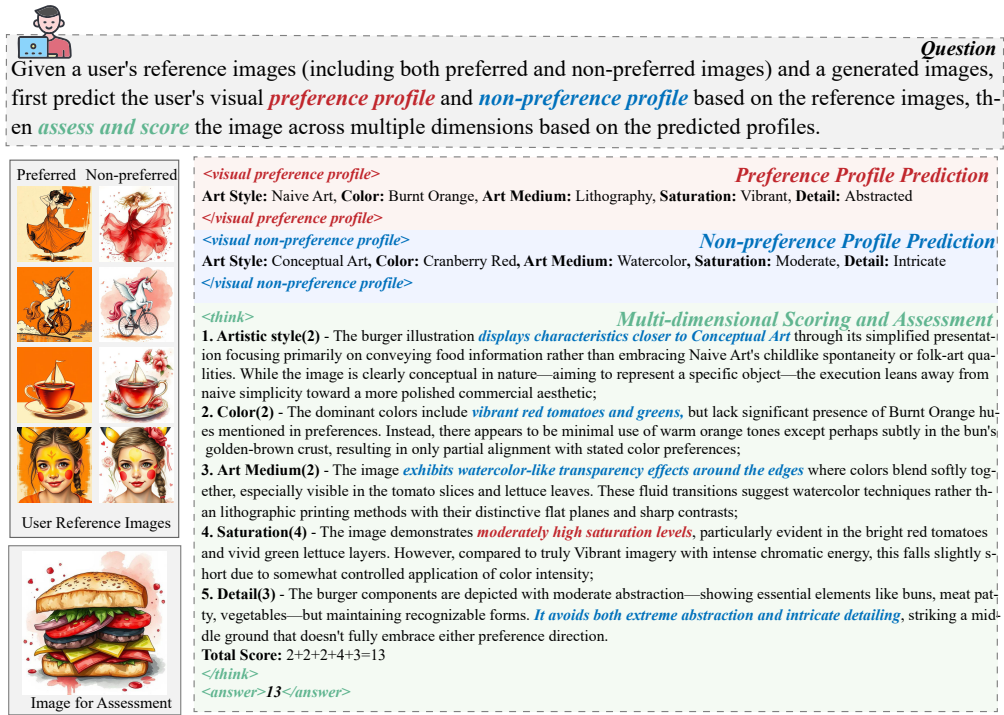 Question
Given a user's reference images (including both preferred and non-preferred images) and a generated images,
first predict the user's visual preference profile and non-preference profile based on the reference images, th-
en assess and score the image across multiple dimensions based on the predicted profiles.
Preferred Non-preferred
User Reference Images
Image for Assessment
<visual preference profile>
Preference Profile Prediction
Art Style: Naive Art, Color: Burnt Orange, Art Medium: Lithography, Saturation: Vibrant, Detail: Abstracted
</visual preference profile>
<visual non-preference profile>
Non-preference Profile Prediction
Art Style: Conceptual Art, Color: Cranberry Red, Art Medium: Watercolor, Saturation: Moderate, Detail: Intricate
</visual non-preference profile>
<think>
Multi-dimensional Scoring and Assessment
1. Artistic style(2) - The burger illustration displays characteristics closer to Conceptual Art through its simplified presentat-
ion focusing primarily on conveying food information rather than embracing Naive Art's childlike spontaneity or folk-art qua-
lities. While the image is clearly conceptual in nature—aiming to represent a specific object—the execution leans away from
naive simplicity toward a more polished commercial aesthetic;
2. Color(2) - The dominant colors include vibrant red tomatoes and greens, but lack significant presence of Burnt Orange hu-
es mentioned in preferences. Instead, there appears to be minimal use of warm orange tones except perhaps subtly in the bun's
golden-brown crust, resulting in only partial alignment with stated color preferences;
3. Art Medium(2) - The image exhibits watercolor-like transparency effects around the edges where colors blend softly tog-
ether, especially visible in the tomato slices and lettuce leaves. These fluid transitions suggest watercolor techniques rather th-
an lithographic printing methods with their distinctive flat planes and sharp contrasts;
4. Saturation(4) - The image demonstrates moderately high saturation levels, particularly evident in the bright red tomatoes
and vivid green lettuce layers. However, compared to truly Vibrant imagery with intense chromatic energy, this falls slightly s-
hort due to somewhat controlled application of color intensity;
5. Detail(3) - The burger components are depicted with moderate abstraction—showing essential elements like buns, meat pat-
ty, vegetables—but maintaining recognizable forms. It avoids both extreme abstraction and intricate detailing, striking a mid-
dle ground that doesn't fully embrace either preference direction.
Total Score: 2+2+2+4+3=13
</think>
<answer>13</answer>